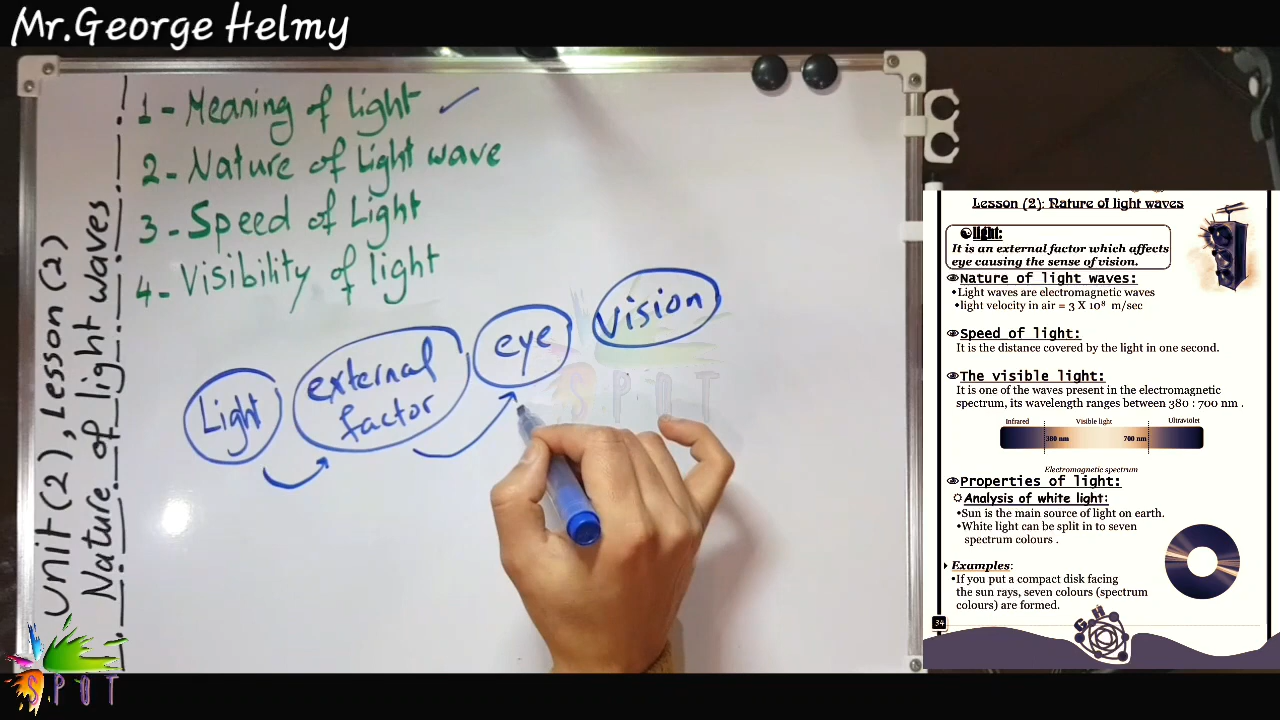 Mr.George Helmy
Unit (2), Lesson (2)
Nature of light waves
1- Meaning of light ✓
2- Nature of Light wave
3- Speed of Light
4- Visibility of light
Light
external
factor
eye
vision
SPOT
SPOT
Lesson (2): Nature of light waves
light:
It is an external factor which affects
eye causing the sense of vision.
Nature of light waves:
•Light waves are electromagnetic waves
•light velocity in air = 3 X 10⁸ m/sec
Speed of light:
It is the distance covered by the light in one second.
The visible light:
It is one of the waves present in the electromagnetic
spectrum, its wavelength ranges between 380 : 700 nm .
Infrared Visible light Ultraviolet
380 nm 700 nm
Electromagnetic spectrum
Properties of light:
Analysis of white light:
•Sun is the main source of light on earth.
•White light can be split in to seven
spectrum colours .
Examples:
•If you put a compact disk facing
the sun rays, seven colours (spectrum
colours) are formed.
34
G H